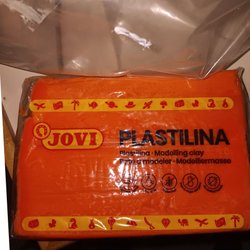 JOVI
PLASTILINA
Plastilina · Modelling clay
Pâte à modeler · Modelliermasse